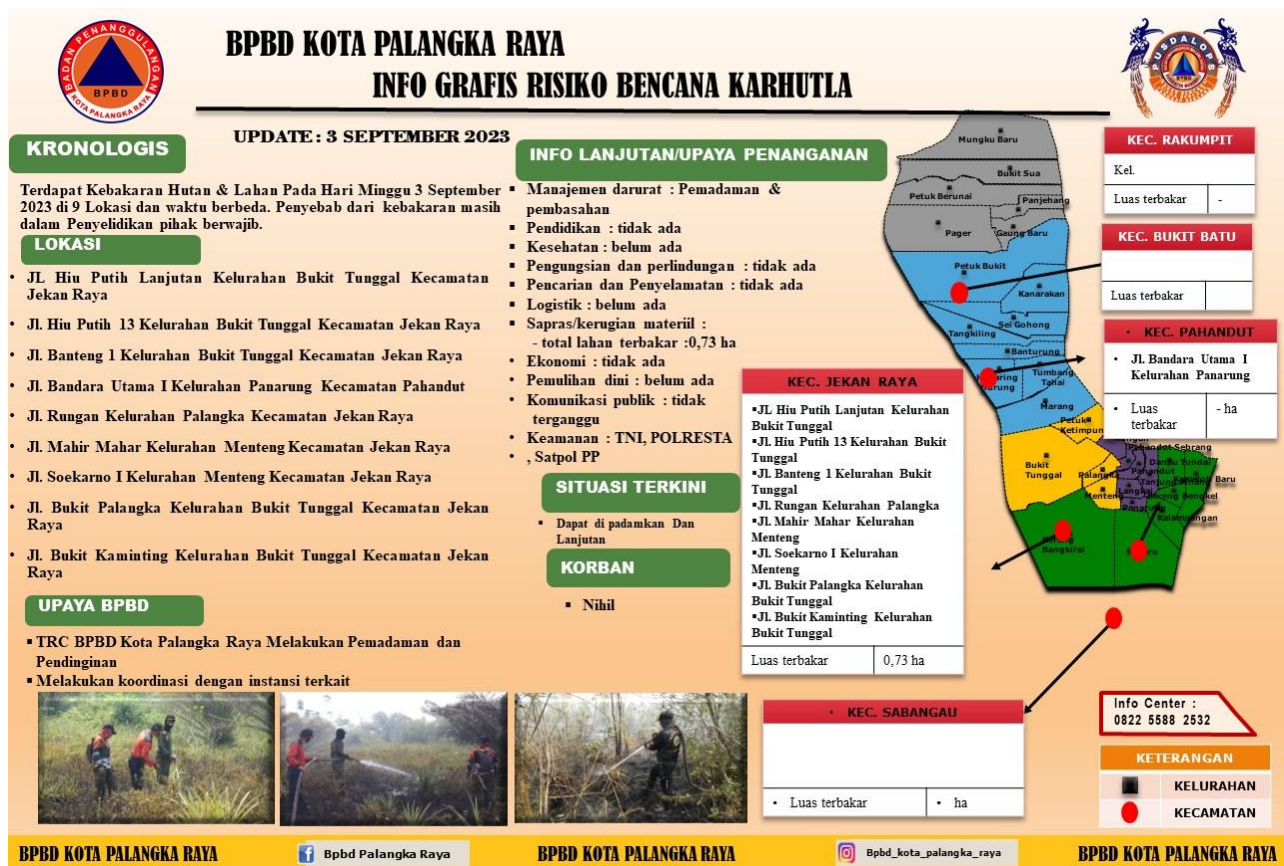 BADAN PENANGGULANGAN
BPBD
KOTA PALANGKA RAYA
BPBD KOTA PALANGKA RAYA
INFO GRAFIS RISIKO BENCANA KARHUTLA
PUSDALOPS
UPDATE : 3 SEPTEMBER 2023
KRONOLOGIS
Terdapat Kebakaran Hutan & Lahan Pada Hari Minggu 3 September
2023 di 9 Lokasi dan waktu berbeda. Penyebab dari kebakaran masih
dalam Penyelidikan pihak berwajib.
LOKASI
• JL Hiu Putih Lanjutan Kelurahan Bukit Tunggal Kecamatan
Jekan Raya
• Jl. Hiu Putih 13 Kelurahan Bukit Tunggal Kecamatan Jekan Raya
• Jl. Banteng 1 Kelurahan Bukit Tunggal Kecamatan Jekan Raya
• Jl. Bandara Utama I Kelurahan Panarung Kecamatan Pahandut
• Jl. Rungan Kelurahan Palangka Kecamatan Jekan Raya
• Jl. Mahir Mahar Kelurahan Menteng Kecamatan Jekan Raya
• Jl. Soekarno I Kelurahan Menteng Kecamatan Jekan Raya
• Jl. Bukit Palangka Kelurahan Bukit Tunggal Kecamatan Jekan
Raya
• Jl. Bukit Kaminting Kelurahan Bukit Tunggal Kecamatan Jekan
Raya
UPAYA BPBD
▪ TRC BPBD Kota Palangka Raya Melakukan Pemadaman dan
Pendinginan
▪ Melakukan koordinasi dengan instansi terkait
INFO LANJUTAN/UPAYA PENANGANAN
▪ Manajemen darurat : Pemadaman &
pembasahan
▪ Pendidikan : tidak ada
▪ Kesehatan : belum ada
▪ Pengungsian dan perlindungan : tidak ada
▪ Pencarian dan Penyelamatan : tidak ada
▪ Logistik : belum ada
▪ Sapras/kerugian materiil :
- total lahan terbakar :0,73 ha
▪ Ekonomi : tidak ada
▪ Pemulihan dini : belum ada
▪ Komunikasi publik : tidak
terganggu
▪ Keamanan : TNI, POLRESTA
• , Satpol PP
SITUASI TERKINI
▪ Dapat di padamkan Dan
Lanjutan
KORBAN
▪ Nihil
KEC. JEKAN RAYA
▪JL Hiu Putih Lanjutan Kelurahan
Bukit Tunggal
▪Jl. Hiu Putih 13 Kelurahan Bukit
Tunggal
▪Jl. Banteng 1 Kelurahan Bukit
Tunggal
▪Jl. Rungan Kelurahan Palangka
▪Jl. Mahir Mahar Kelurahan
Menteng
▪Jl. Soekarno I Kelurahan
Menteng
▪Jl. Bukit Palangka Kelurahan
Bukit Tunggal
▪Jl. Bukit Kaminting Kelurahan
Bukit Tunggal
Luas terbakar 0,73 ha
Mungku Baru
Bukit Sua
Petuk Berunai
Panjehang
Pager
Gaung Baru
Petuk Bukit
Kanarakan
Sei Gohong
Tangkiling
Banturung
Tumbang
Tahai
Marang
Petuk
Ketimpun
Bukit
Tunggal
Palangka
Menteng
Pahandut Sebrang
Pahandut
Langkai
Panarung
Kalampangan
Bangkirai
KEC. RAKUMPIT
Kel.
Luas terbakar -
KEC. BUKIT BATU
Luas terbakar
• KEC. PAHANDUT
• Jl. Bandara Utama I
Kelurahan Panarung
• Luas
terbakar
- ha
• KEC. SABANGAU
• Luas terbakar • ha
Info Center :
0822 5588 2532
KETERANGAN
KELURAHAN
KECAMATAN
BPBD KOTA PALANGKA RAYA
Bpbd Palangka Raya
BPBD KOTA PALANGKA RAYA
Bpbd_kota_palangka_raya
BPBD KOTA PALANGKA RAYA